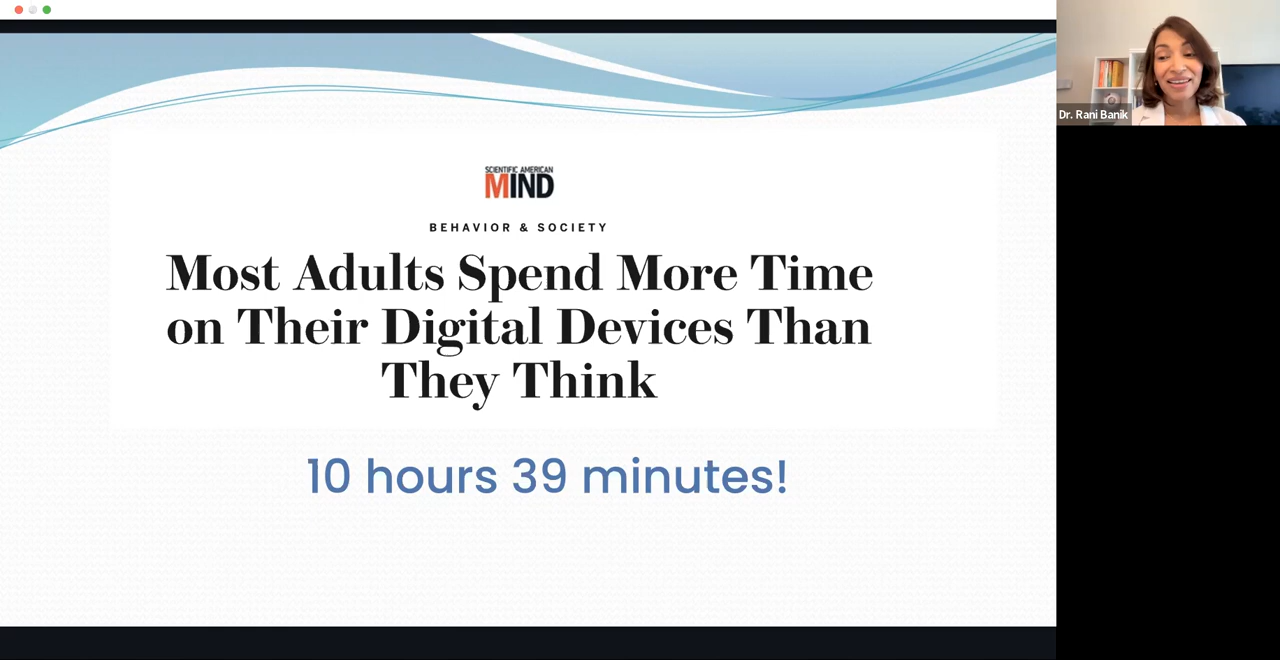 SCIENTIFIC AMERICAN
MIND
BEHAVIOR & SOCIETY
Most Adults Spend More Time
on Their Digital Devices Than
They Think
10 hours 39 minutes!
Dr. Rani Banik